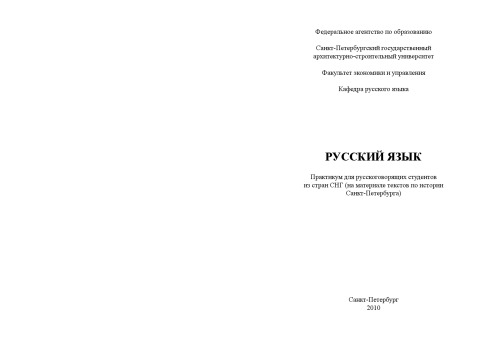 Федеральное агентство по образованию
Санкт-Петербургский государственный
архитектурно-строительный университет
Факультет экономики и управления
Кафедра русского языка
РУССКИЙ ЯЗЫК
Практикум для русскоговорящих студентов
из стран СНГ (на материале текстов по истории
Санкт-Петербурга)
Санкт-Петербург
2010